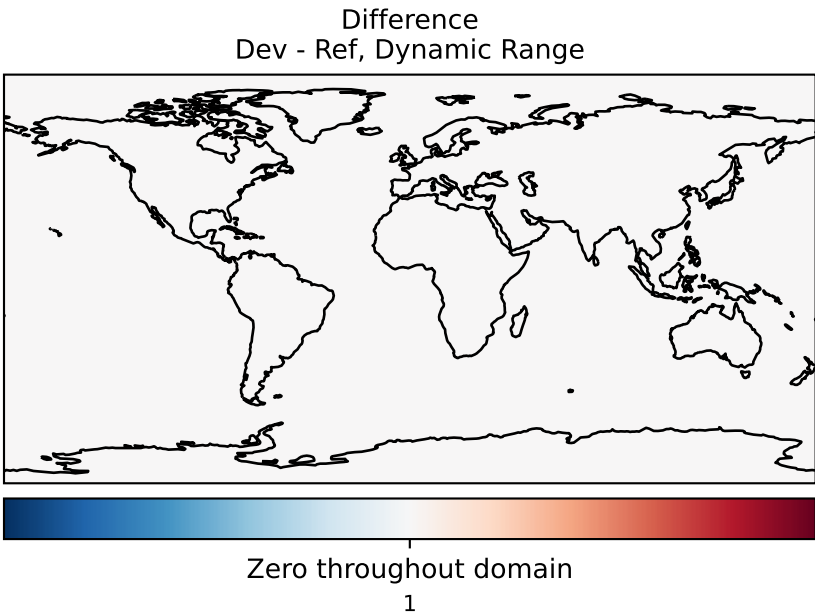 Difference
Dev - Ref, Dynamic Range
Zero throughout domain
1